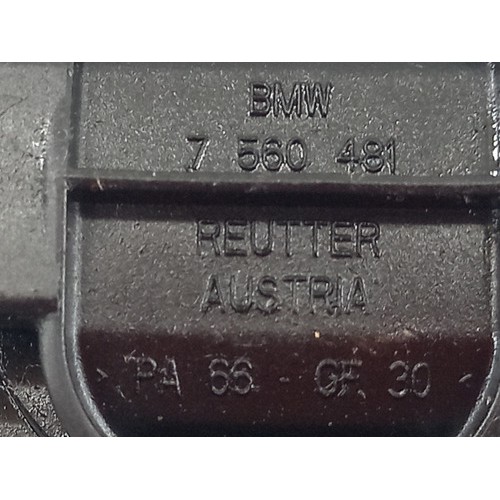 BMW
7 560 481
REUTTER
AUSTRIA
>PA 66 - GF 30<